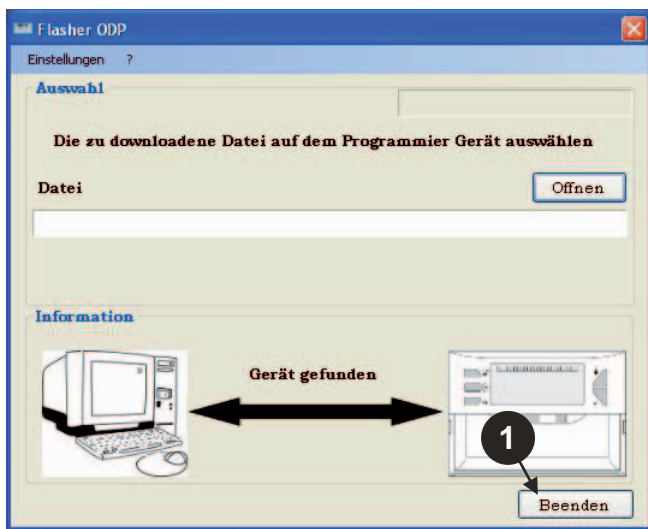 Flasher ODP
Einstellungen ?
Auswahl
Die zu downloadene Datei auf dem Programmier Gerät auswählen
Datei
Offnen
Information
Gerät gefunden
1
Beenden